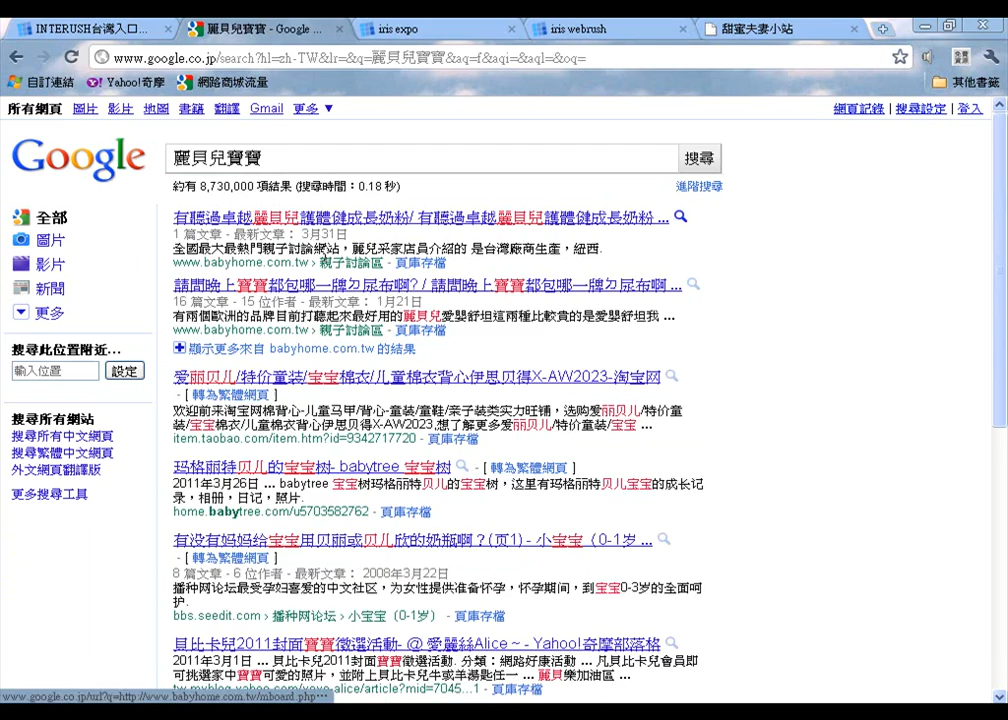 INTERUSH台灣入口...
麗貝兒寶寶 - Google ...
iris expo
iris webrush
甜蜜夫妻小站
www.google.co.jp/search?hl=zh-TW&lr=&q=麗貝兒寶寶&aq=f&aqi=&aql=&oq=
自訂連結 Yahoo!奇摩 網路商城流量 其他書籤
所有網頁 圖片 影片 地圖 書籍 翻譯 Gmail 更多 ▼ 網頁記錄 | 搜尋設定 | 登入
Google 麗貝兒寶寶 搜尋
約有 8,730,000 項結果 (搜尋時間：0.18 秒) 進階搜尋
全部
圖片
影片
新聞
更多
搜尋此位置附近...
輸入位置 設定
搜尋所有網站
搜尋所有中文網頁
搜尋繁體中文網頁
外文網頁翻譯版
更多搜尋工具
有聽過卓越麗貝兒護體健成長奶粉/ 有聽過卓越麗貝兒護體健成長奶粉 ...
1 篇文章 - 最新文章： 3月31日
全國最大最熱門親子討論網站，麗兒采家店員介紹的 是台灣廠商生產，紐西.
www.babyhome.com.tw › 親子討論區 - 頁庫存檔
請問晚上寶寶都包哪一牌ㄉ尿布啊? / 請問晚上寶寶都包哪一牌ㄉ尿布啊 ...
16 篇文章 - 15 位作者 - 最新文章： 1月21日
有兩個歐洲的品牌目前打聽起來最好用的麗貝兒愛嬰舒坦這兩種比較貴的是愛嬰舒坦我 ...
www.babyhome.com.tw › 親子討論區 - 頁庫存檔
顯示更多來自 babyhome.com.tw 的結果
爱丽贝儿/特价童装/宝宝棉衣/儿童棉衣背心伊思贝得X-AW2023-淘宝网
- [ 轉為繁體網頁 ]
欢迎前来淘宝网棉背心-儿童马甲/背心-童装/童鞋/亲子装类实力旺铺，选购爱丽贝儿/特价童
装/宝宝棉衣/儿童棉衣背心伊思贝得X-AW2023,想了解更多爱丽贝儿/特价童装/宝宝 ...
item.taobao.com/item.htm?id=9342717720 - 頁庫存檔
玛格丽特贝儿的宝宝树- babytree 宝宝树 - [ 轉為繁體網頁 ]
2011年3月26日 ... babytree 宝宝树玛格丽特贝儿的宝宝树，这里有玛格丽特贝儿宝宝的成长记
录，相册，日记，照片.
home.babytree.com/u5703582762 - 頁庫存檔
有没有妈妈给宝宝用贝丽或贝儿欣的奶瓶啊？(页1) - 小宝宝（0-1岁 ...
- [ 轉為繁體網頁 ]
8 篇文章 - 6 位作者 - 最新文章： 2008年3月22日
播种网论坛最受孕妇喜爱的中文社区，为女性提供准备怀孕，怀孕期间，到宝宝0-3岁的全面呵
护.
bbs.seedit.com › 播种网论坛 › 小宝宝（0-1岁） - 頁庫存檔
貝比卡兒2011封面寶寶徵選活動- @ 愛麗絲Alice ~ - Yahoo!奇摩部落格
2011年3月1日 ... 貝比卡兒2011封面寶寶徵選活動. 分類：網路好康活動 ... 凡貝比卡兒會員即
可挑選家中寶寶可愛的照片，並附上貝比卡兒牛或羊湯匙任一 ... 麗貝樂加油區 ...
tw.myblog.yahoo.com/yoyo-alice/article?mid=7045...1 - 頁庫存檔
www.google.co.jp/url?q=http://www.babyhome.com.tw/mboard.php...